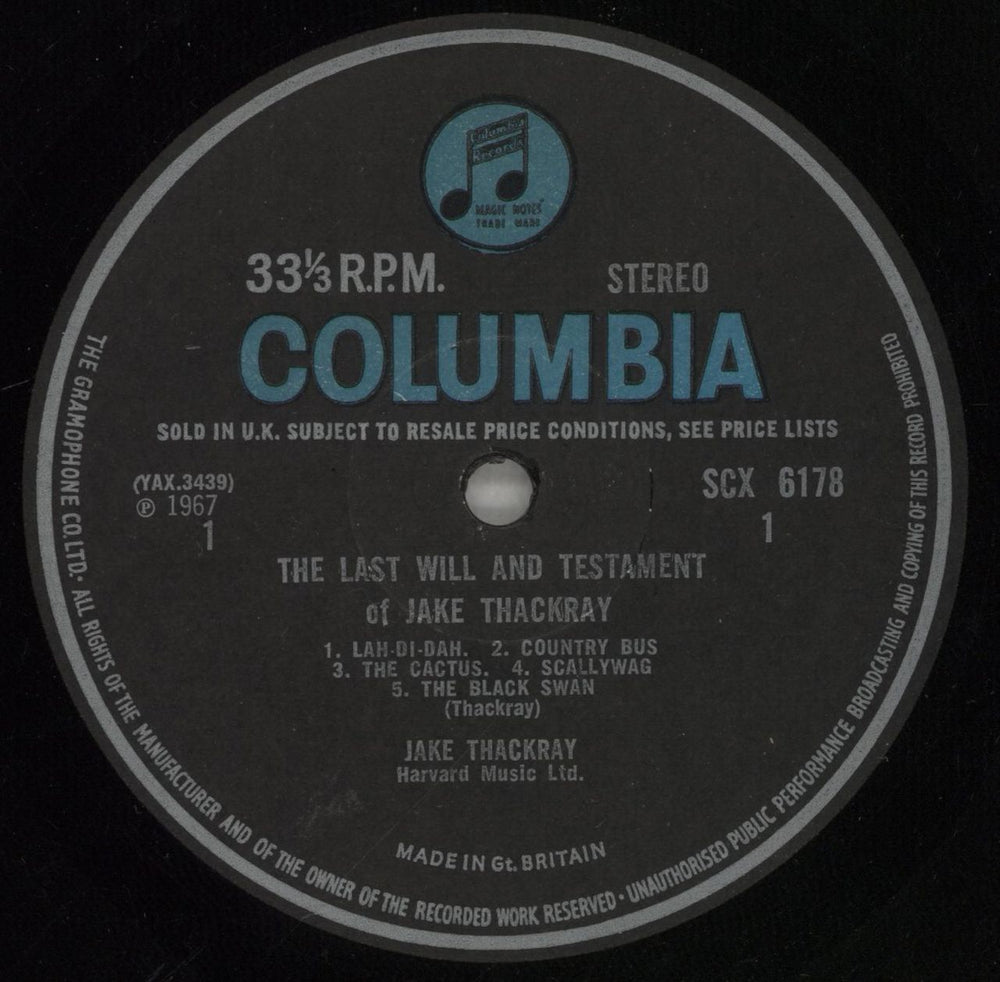 Columbia
Records
MAGIC NOTES
TRADE MARK
33⅓ R.P.M.
STEREO
COLUMBIA
SOLD IN U.K. SUBJECT TO RESALE PRICE CONDITIONS, SEE PRICE LISTS
(YAX.3439)
SCX 6178
℗ 1967
1
1
THE LAST WILL AND TESTAMENT
of JAKE THACKRAY
1. LAH-DI-DAH. 2. COUNTRY BUS
3. THE CACTUS. 4. SCALLYWAG
5. THE BLACK SWAN
(Thackray)
JAKE THACKRAY
Harvard Music Ltd.
MADE IN Gt. BRITAIN
THE GRAMOPHONE CO. LTD. · ALL RIGHTS OF THE MANUFACTURER AND OF THE OWNER OF THE RECORDED WORK RESERVED · UNAUTHORISED PUBLIC PERFORMANCE BROADCASTING AND COPYING OF THIS RECORD PROHIBITED